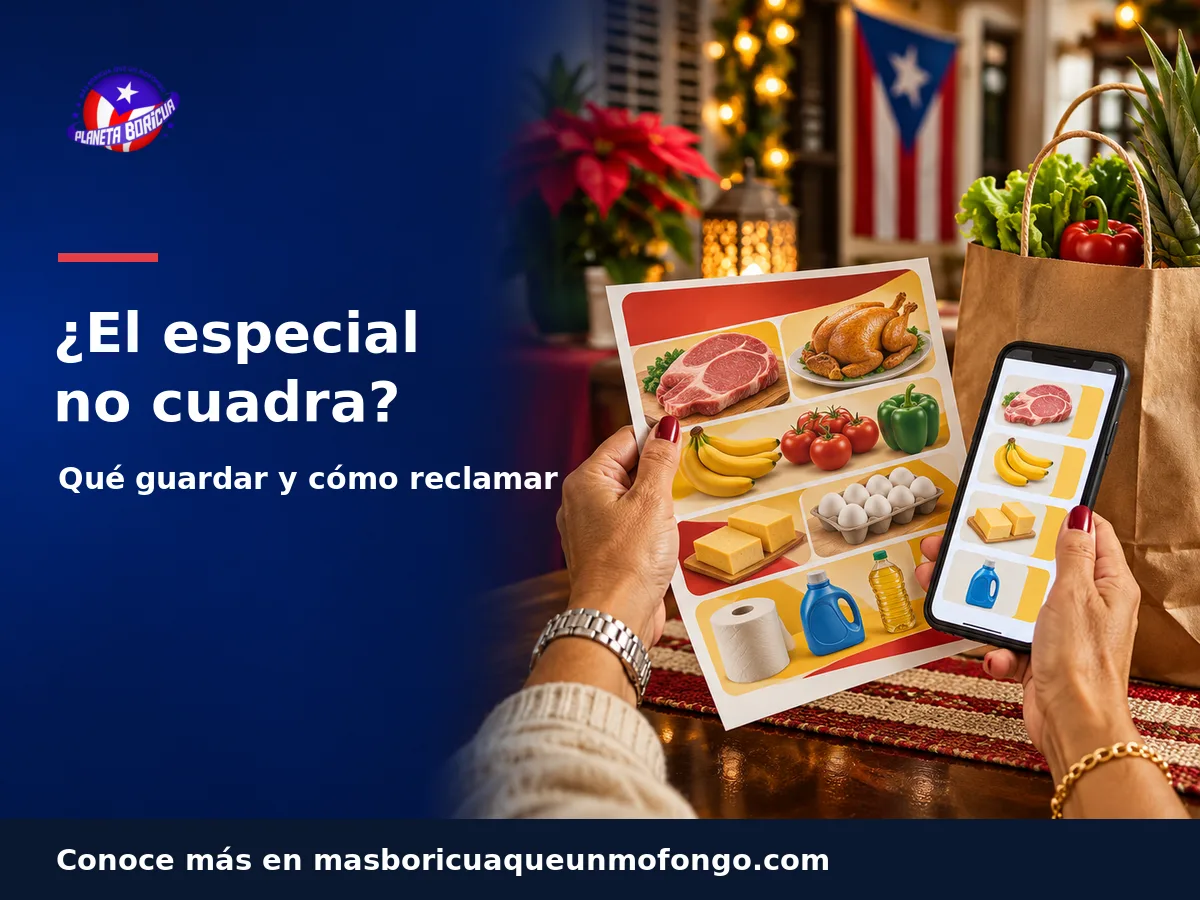 PLANETA BORICUA
¿El especial
no cuadra?
Qué guardar y cómo reclamar
Conoce más en masboricuaqueunmofongo.com